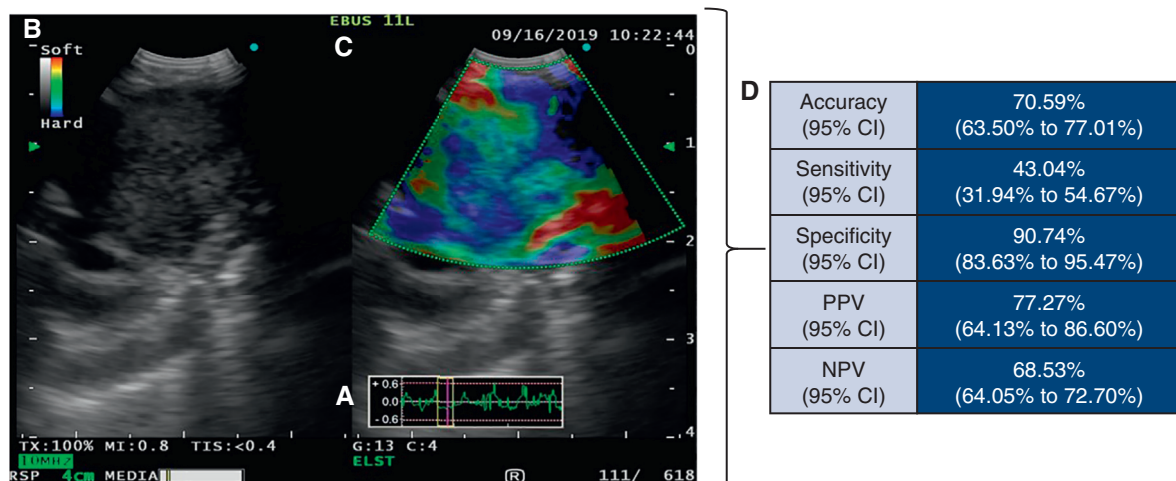 EBUS 11L
B
C
09/16/2019 10:22:44
Soft
Hard
0
1
2
3
4
A
+ 0.6
0.0
- 0.6
TX:100% MI:0.8 TIS:<0.4
G:13 C:4
10MHz
ELST
RSP 4cm MEDIA
R 111/ 618
D
Accuracy
(95% CI)
70.59%
(63.50% to 77.01%)
Sensitivity
(95% CI)
43.04%
(31.94% to 54.67%)
Specificity
(95% CI)
90.74%
(83.63% to 95.47%)
PPV
(95% CI)
77.27%
(64.13% to 86.60%)
NPV
(95% CI)
68.53%
(64.05% to 72.70%)